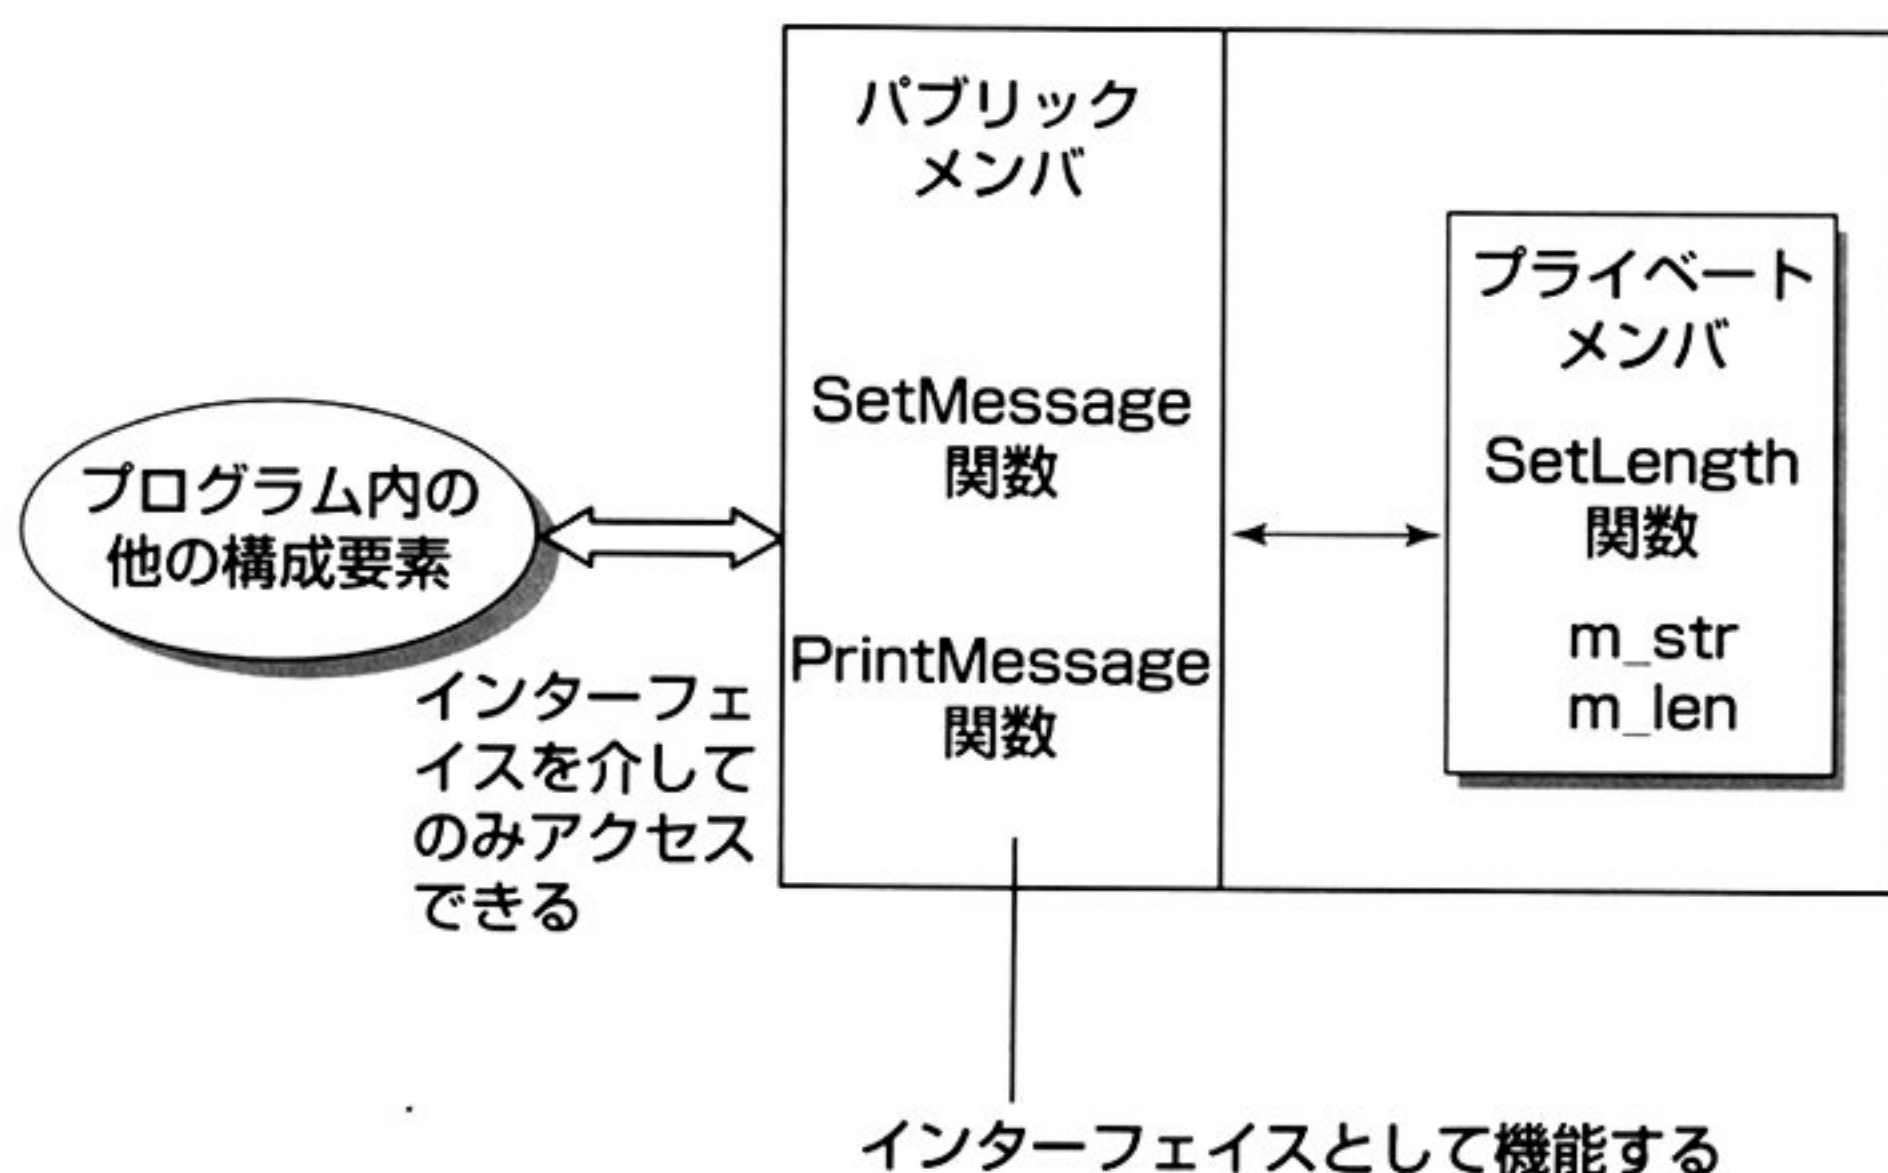 パブリック
メンバ
SetMessage
関数
PrintMessage
関数
プライベート
メンバ
SetLength
関数
m_str
m_len
プログラム内の
他の構成要素
インターフェ
イスを介して
のみアクセス
できる
インターフェイスとして機能する